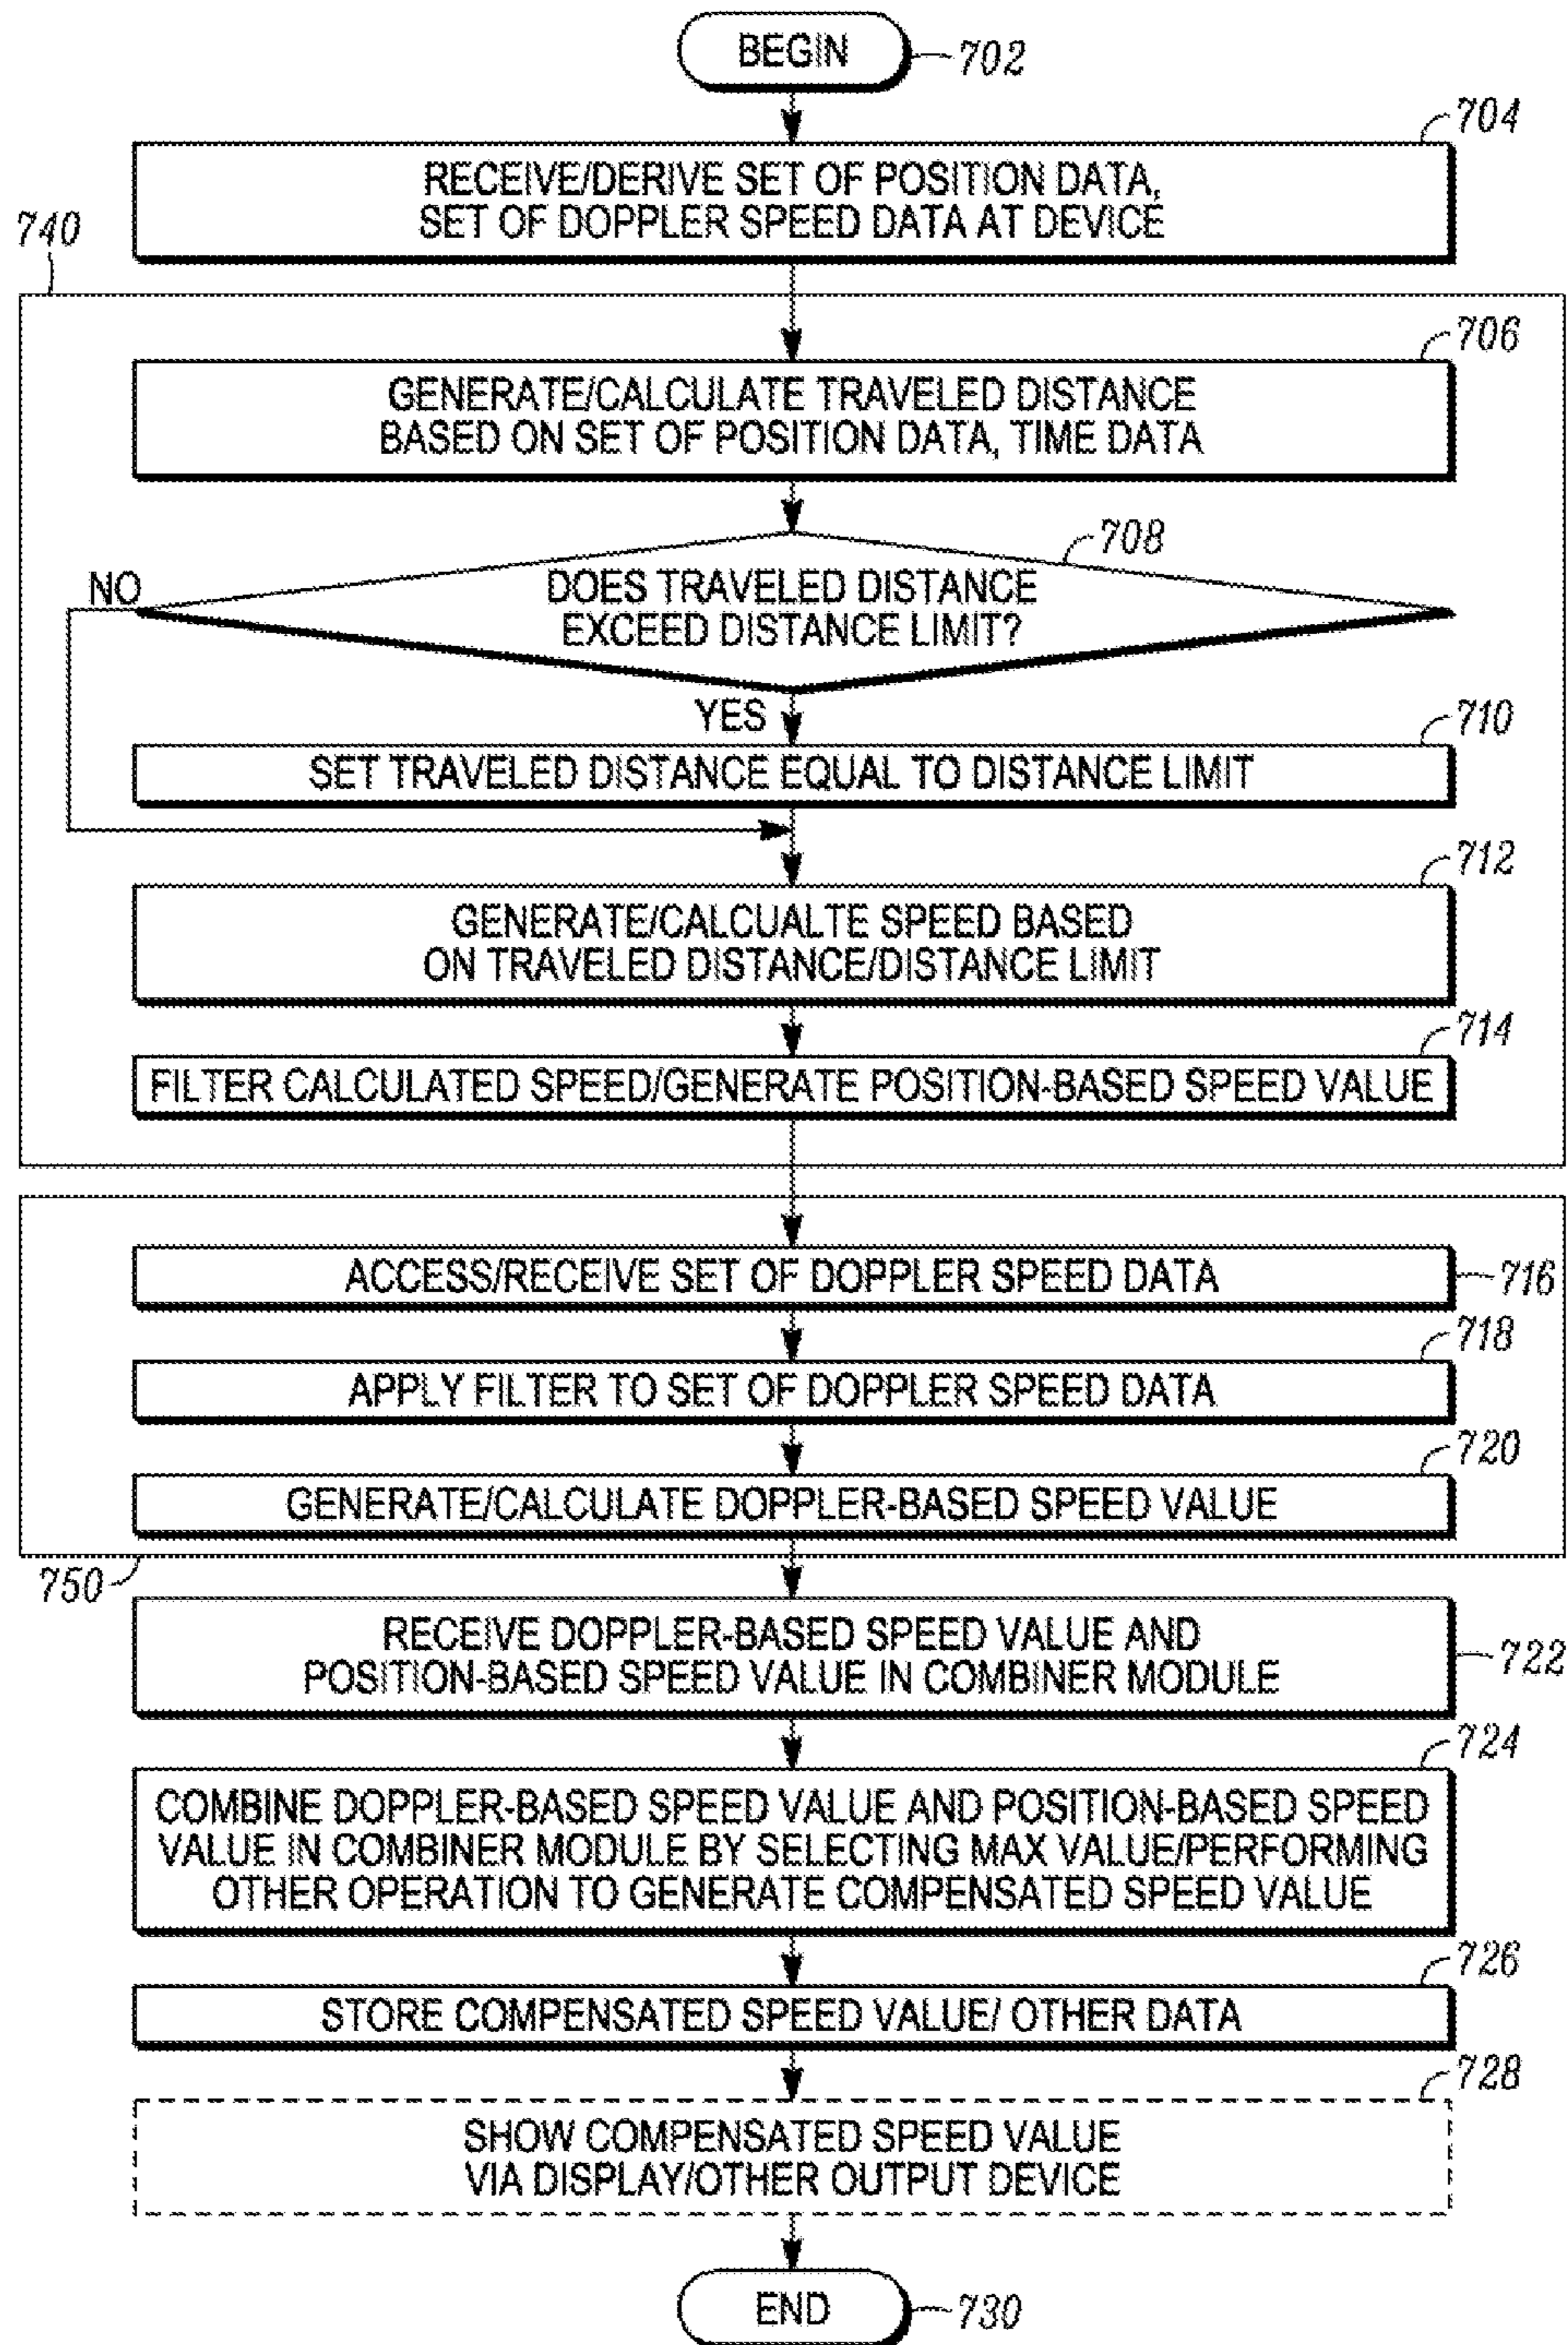 BEGIN
702
704
RECEIVE/DERIVE SET OF POSITION DATA,
SET OF DOPPLER SPEED DATA AT DEVICE
740
706
GENERATE/CALCULATE TRAVELED DISTANCE
BASED ON SET OF POSITION DATA, TIME DATA
708
NO
DOES TRAVELED DISTANCE
EXCEED DISTANCE LIMIT?
YES
710
SET TRAVELED DISTANCE EQUAL TO DISTANCE LIMIT
712
GENERATE/CALCUALTE SPEED BASED
ON TRAVELED DISTANCE/DISTANCE LIMIT
714
FILTER CALCULATED SPEED/GENERATE POSITION-BASED SPEED VALUE
ACCESS/RECEIVE SET OF DOPPLER SPEED DATA
716
718
APPLY FILTER TO SET OF DOPPLER SPEED DATA
720
GENERATE/CALCULATE DOPPLER-BASED SPEED VALUE
750
RECEIVE DOPPLER-BASED SPEED VALUE AND
POSITION-BASED SPEED VALUE IN COMBINER MODULE
722
724
COMBINE DOPPLER-BASED SPEED VALUE AND POSITION-BASED SPEED
VALUE IN COMBINER MODULE BY SELECTING MAX VALUE/PERFORMING
OTHER OPERATION TO GENERATE COMPENSATED SPEED VALUE
726
STORE COMPENSATED SPEED VALUE/ OTHER DATA
728
SHOW COMPENSATED SPEED VALUE
VIA DISPLAY/OTHER OUTPUT DEVICE
END
730